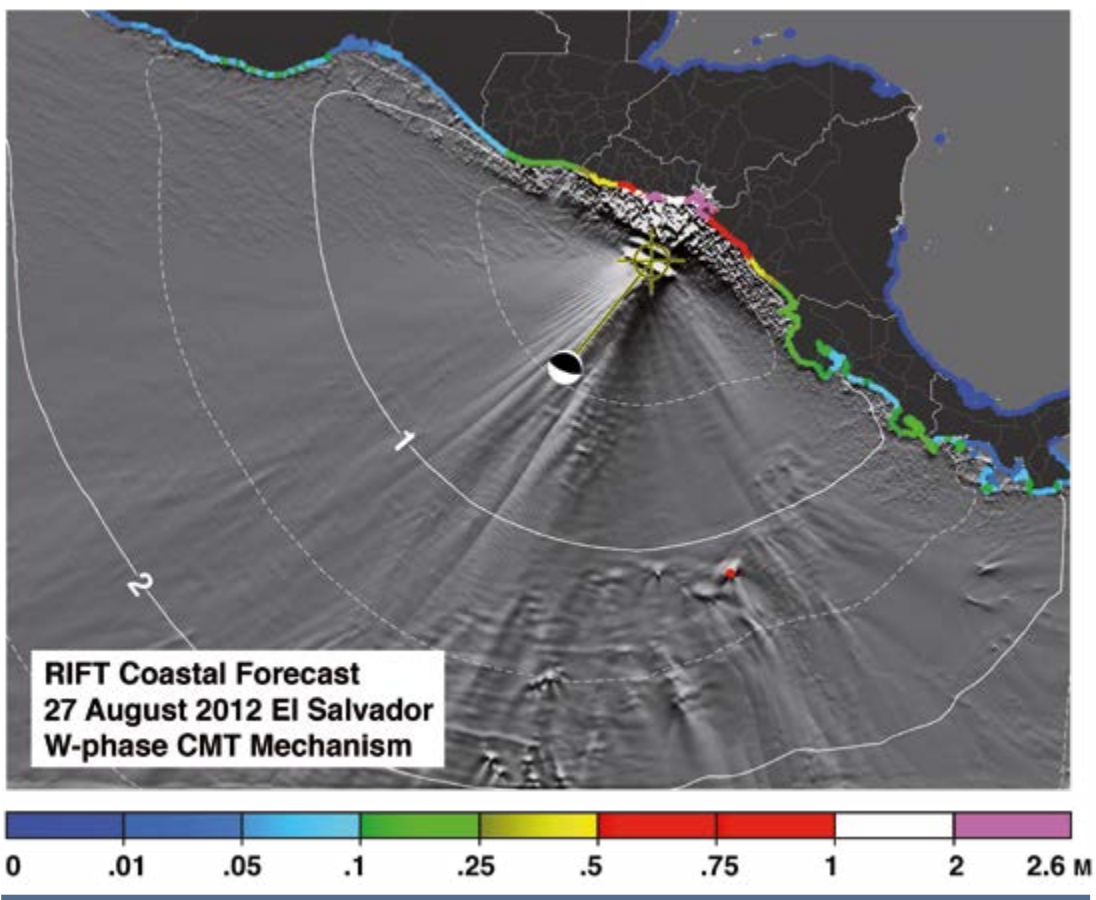 1
2
RIFT Coastal Forecast
27 August 2012 El Salvador
W-phase CMT Mechanism
0 .01 .05 .1 .25 .5 .75 1 2 2.6 M